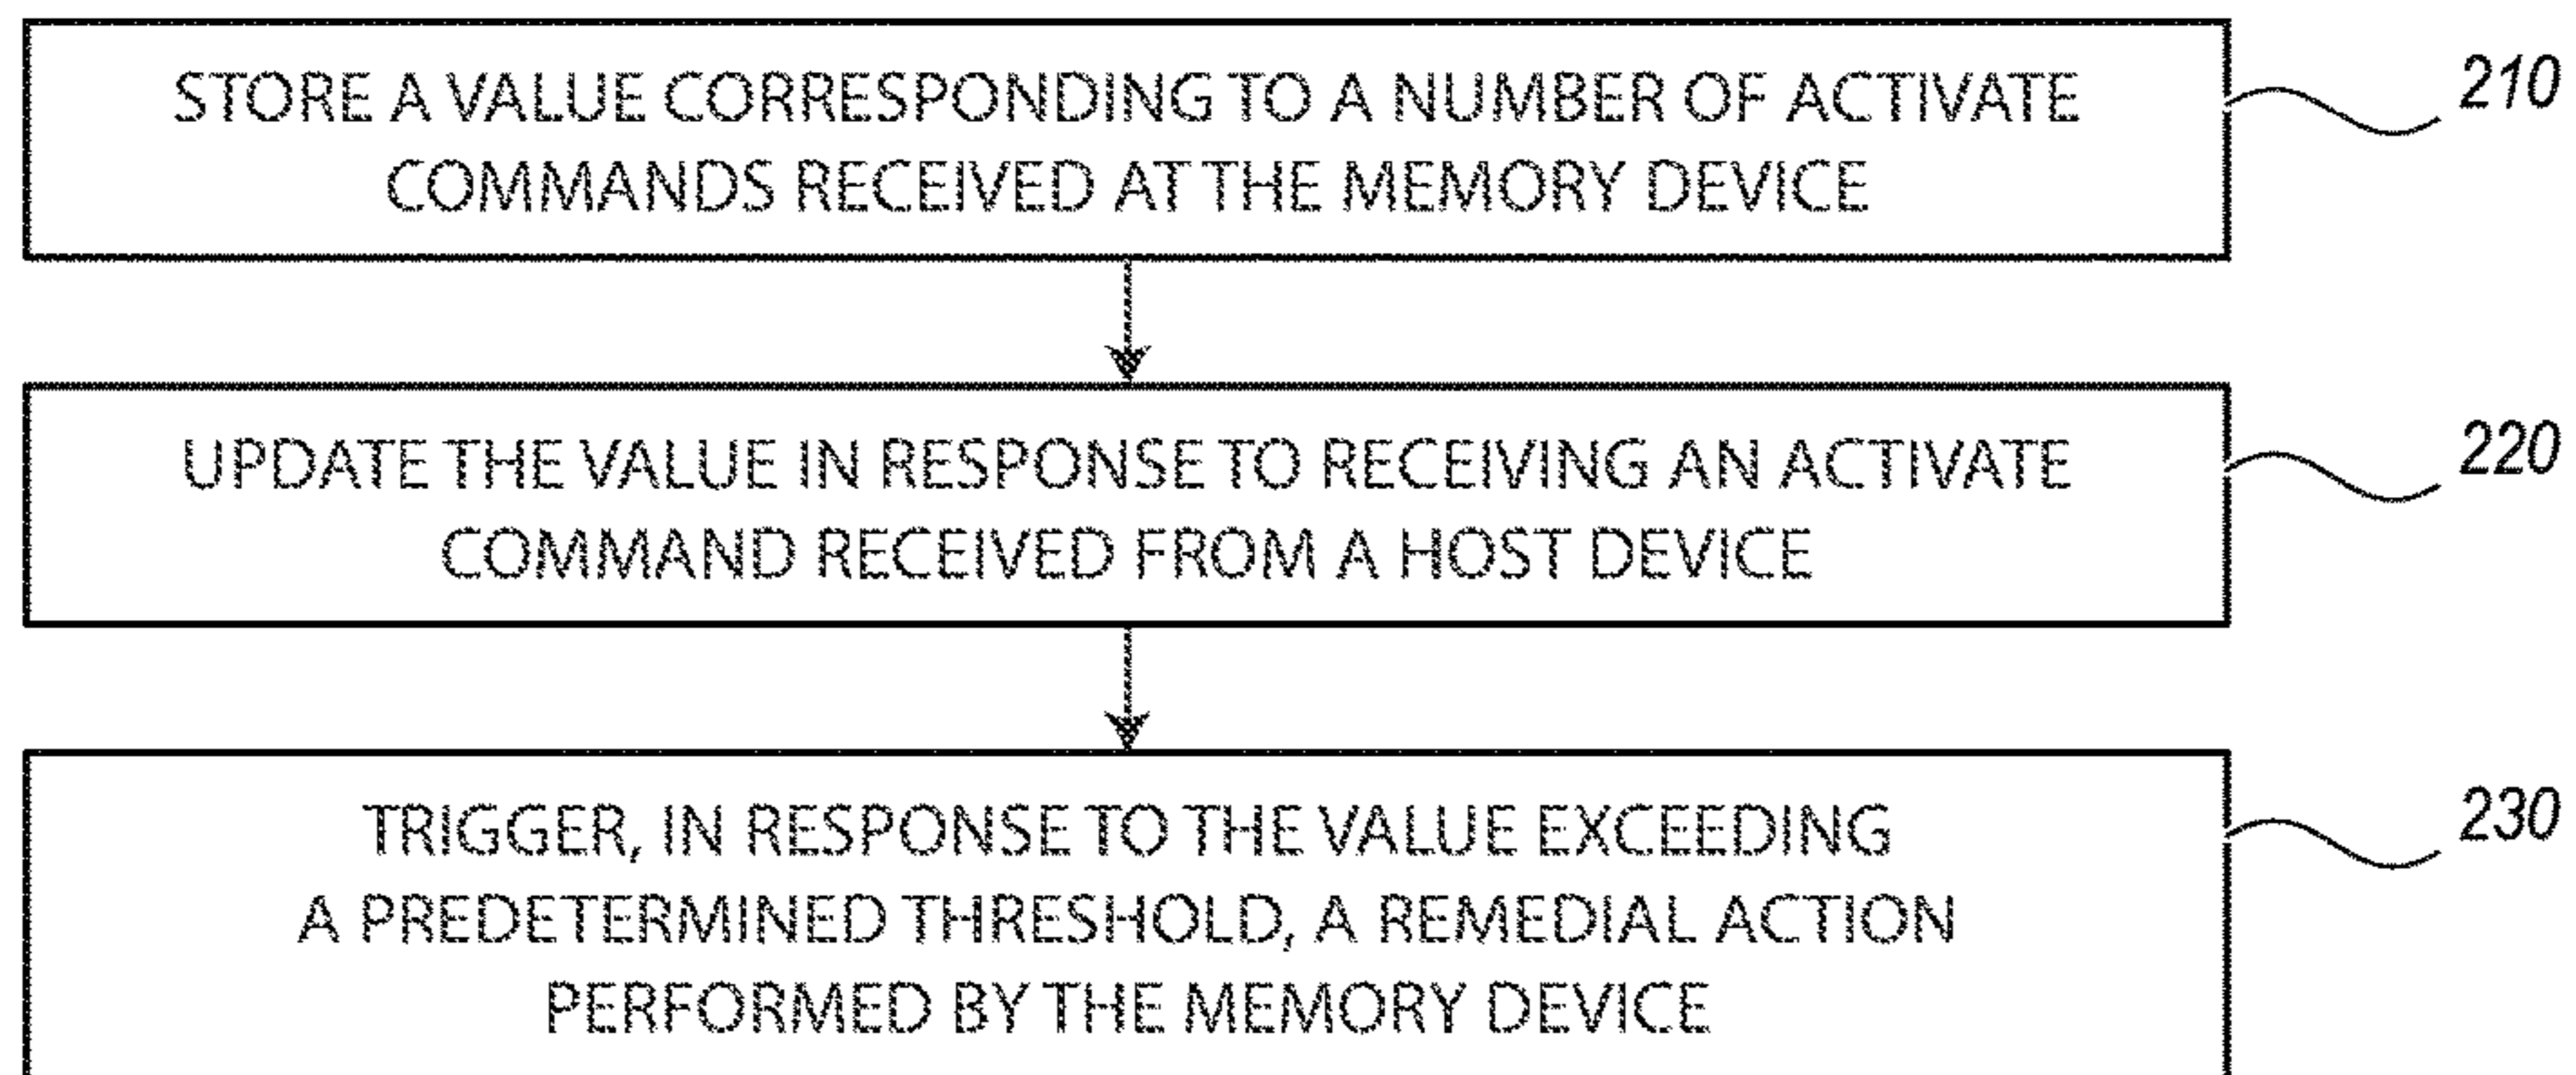 STORE A VALUE CORRESPONDING TO A NUMBER OF ACTIVATE
COMMANDS RECEIVED AT THE MEMORY DEVICE
210
UPDATE THE VALUE IN RESPONSE TO RECEIVING AN ACTIVATE
COMMAND RECEIVED FROM A HOST DEVICE
220
TRIGGER, IN RESPONSE TO THE VALUE EXCEEDING
A PREDETERMINED THRESHOLD, A REMEDIAL ACTION
PERFORMED BY THE MEMORY DEVICE
230